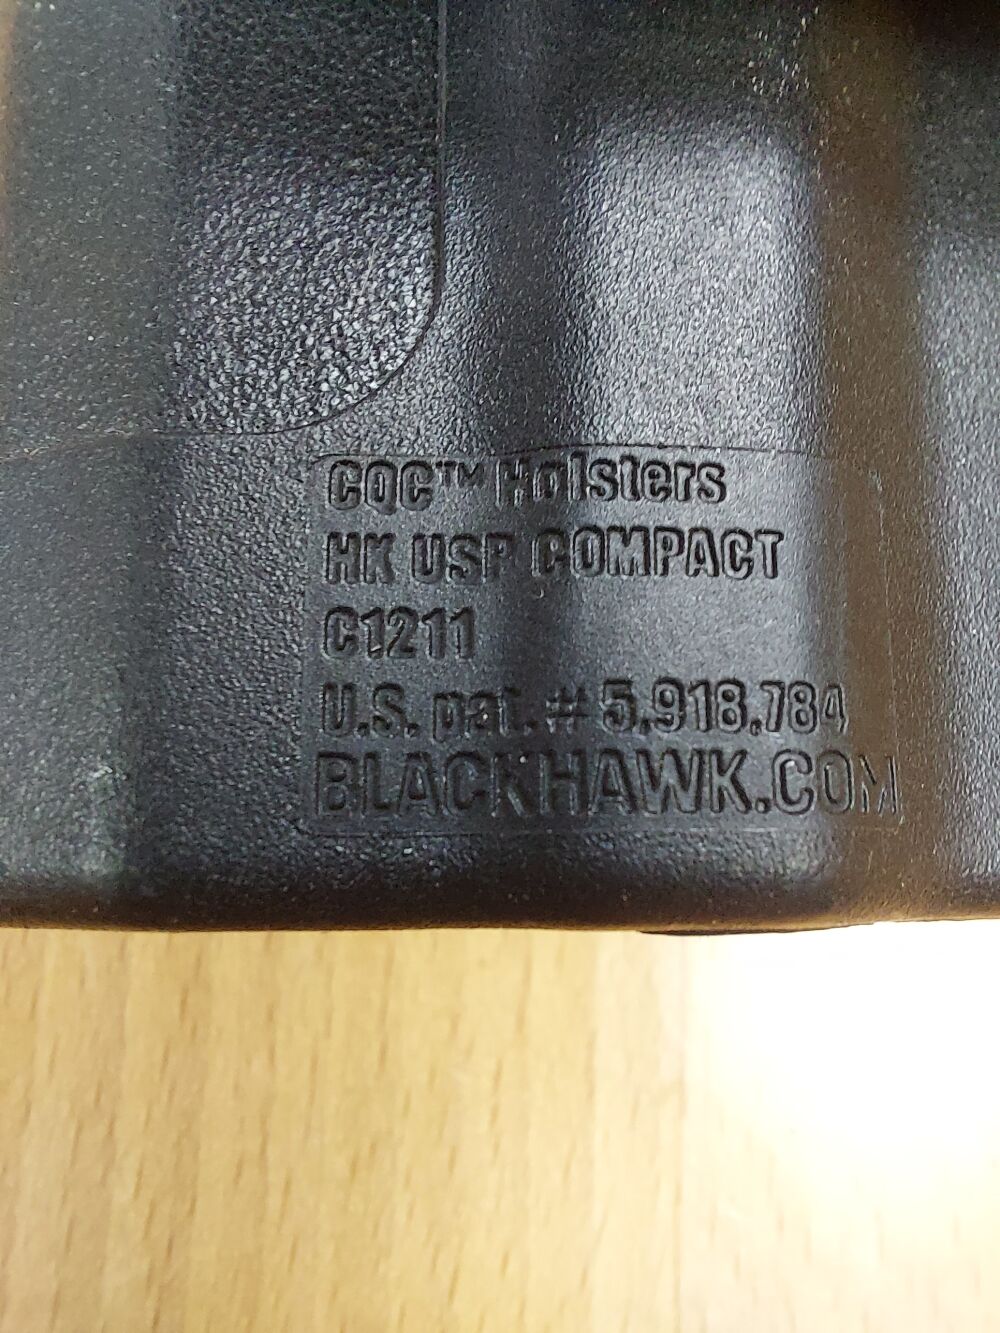 CQC™ Holsters
HK USP COMPACT
C1211
U.S. pat. # 5,918,784
BLACKHAWK.COM